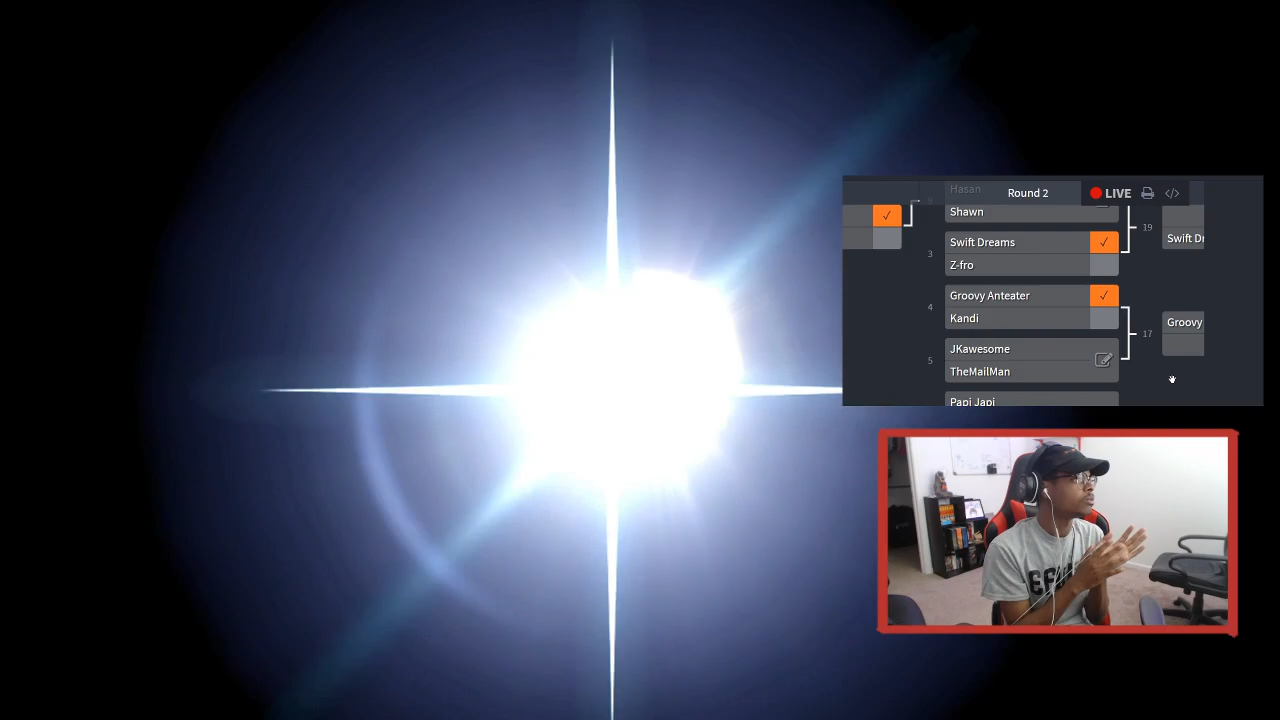 Hasan
Round 2
LIVE
Shawn
19
Swift Dreams
Swift Dr
3
Z-fro
4
Groovy Anteater
Kandi
Groovy
17
JKawesome
5
TheMailMan
Papi Japi